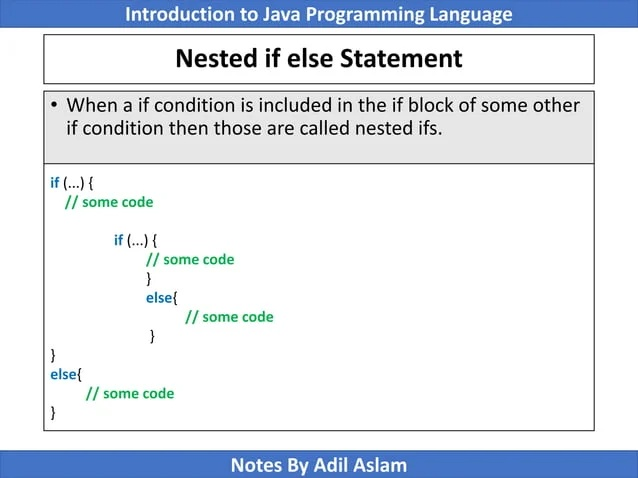 Introduction to Java Programming Language
Nested if else Statement
• When a if condition is included in the if block of some other
if condition then those are called nested ifs.
if (...) {
// some code
if (...) {
// some code
}
else{
// some code
}
}
else{
// some code
}
Notes By Adil Aslam